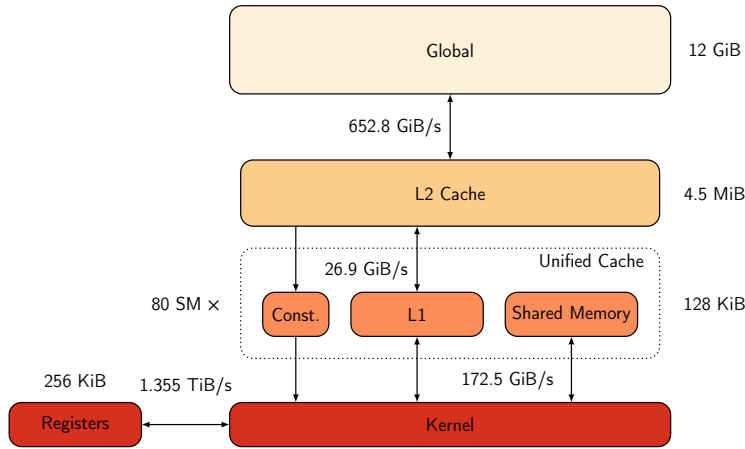 Global
12 GiB
652.8 GiB/s
L2 Cache
4.5 MiB
Unified Cache
26.9 GiB/s
80 SM ×
Const.
L1
Shared Memory
128 KiB
256 KiB
1.355 TiB/s
172.5 GiB/s
Registers
Kernel